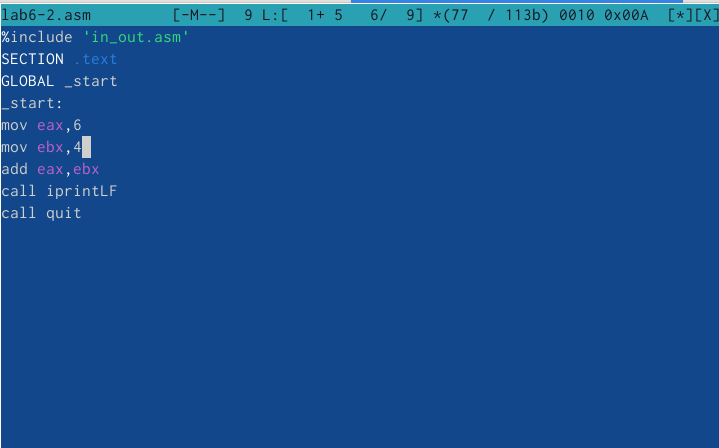 lab6-2.asm [-M--] 9 L:[ 1+ 5 6/ 9] *(77 / 113b) 0010 0x00A [*][X]
%include 'in_out.asm'
SECTION .text
GLOBAL _start
_start:
mov eax,6
mov ebx,4
add eax,ebx
call iprintLF
call quit